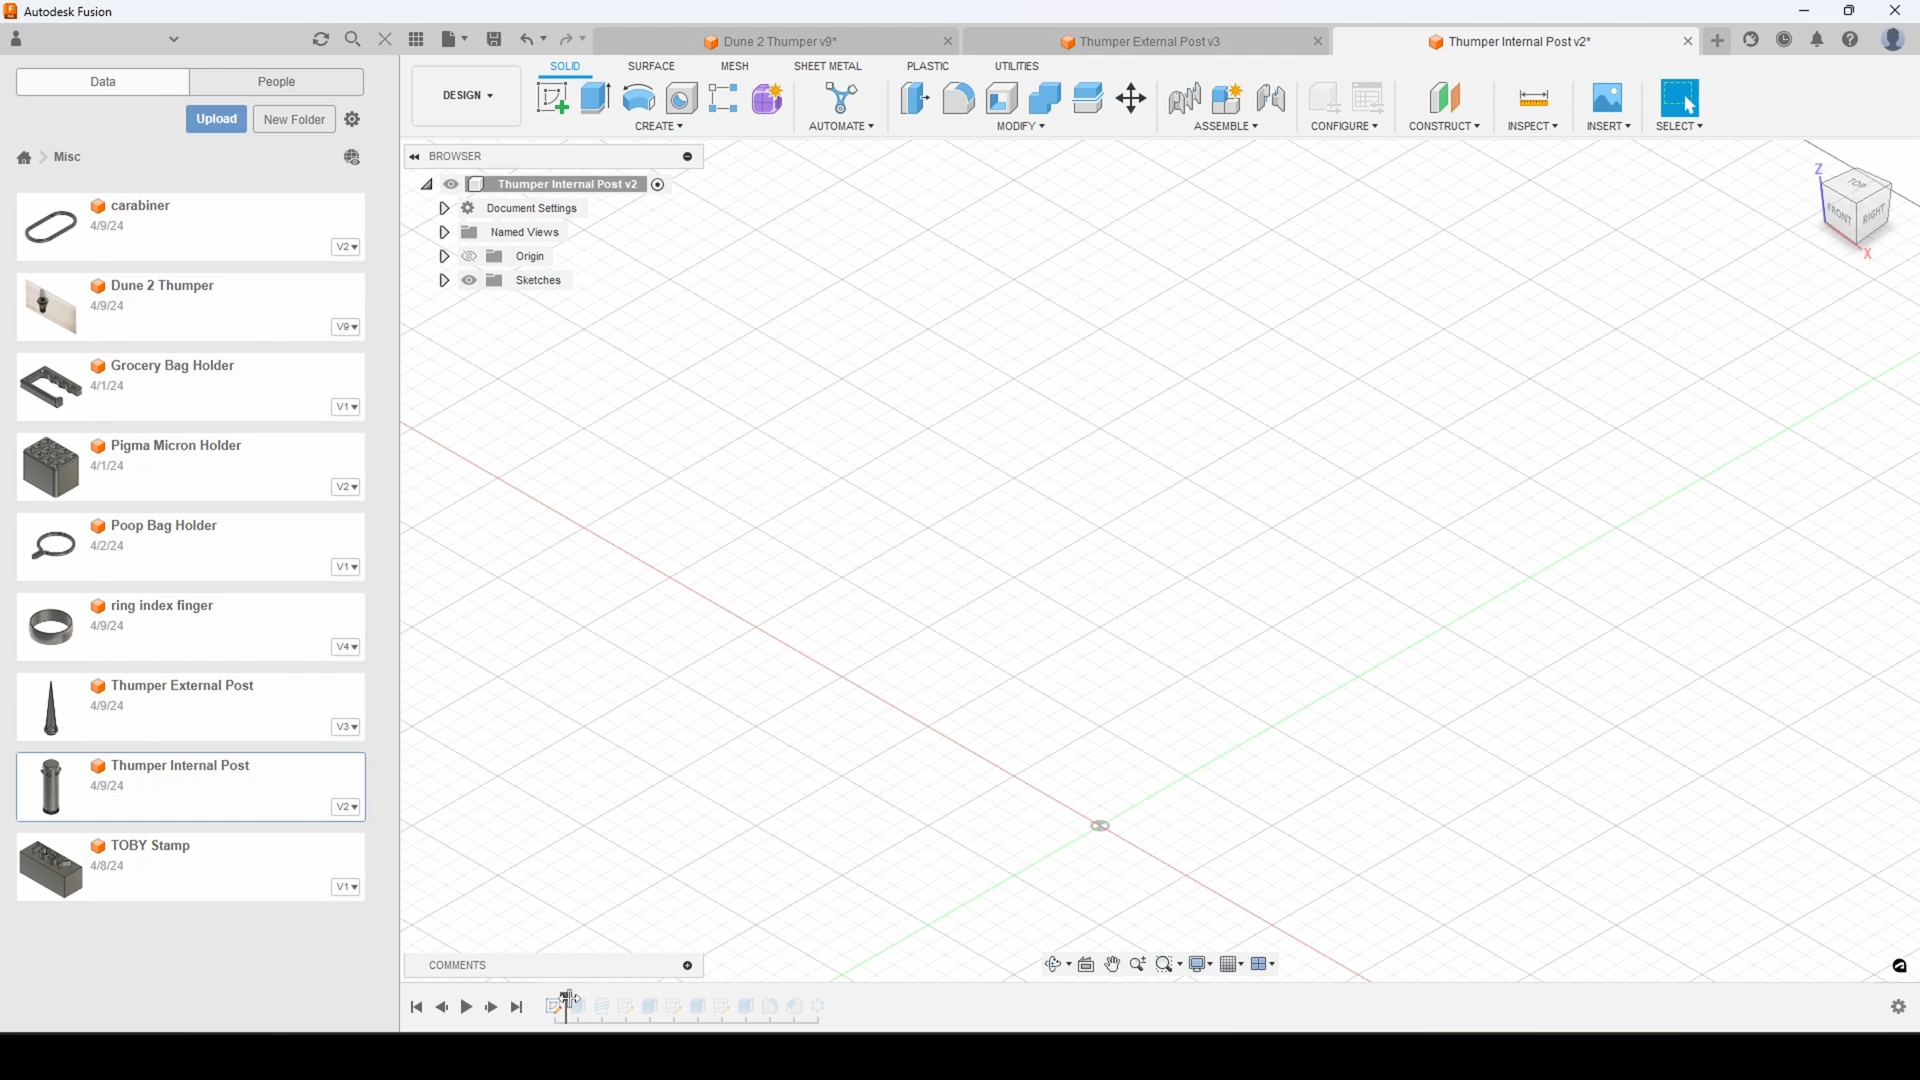 Autodesk Fusion
Dune 2 Thumper v9*
Thumper External Post v3
Thumper Internal Post v2*
Data
People
Upload
New Folder
Misc
carabiner
4/9/24
V2
Dune 2 Thumper
4/9/24
V9
Grocery Bag Holder
4/1/24
V1
Pigma Micron Holder
4/1/24
V2
Poop Bag Holder
4/2/24
V1
ring index finger
4/9/24
V4
Thumper External Post
4/9/24
V3
Thumper Internal Post
4/9/24
V2
TOBY Stamp
4/8/24
V1
DESIGN
SOLID
SURFACE
MESH
SHEET METAL
PLASTIC
UTILITIES
CREATE
AUTOMATE
MODIFY
ASSEMBLE
CONFIGURE
CONSTRUCT
INSPECT
INSERT
SELECT
BROWSER
Thumper Internal Post v2
Document Settings
Named Views
Origin
Sketches
Z
TOP
FRONT
RIGHT
X
COMMENTS